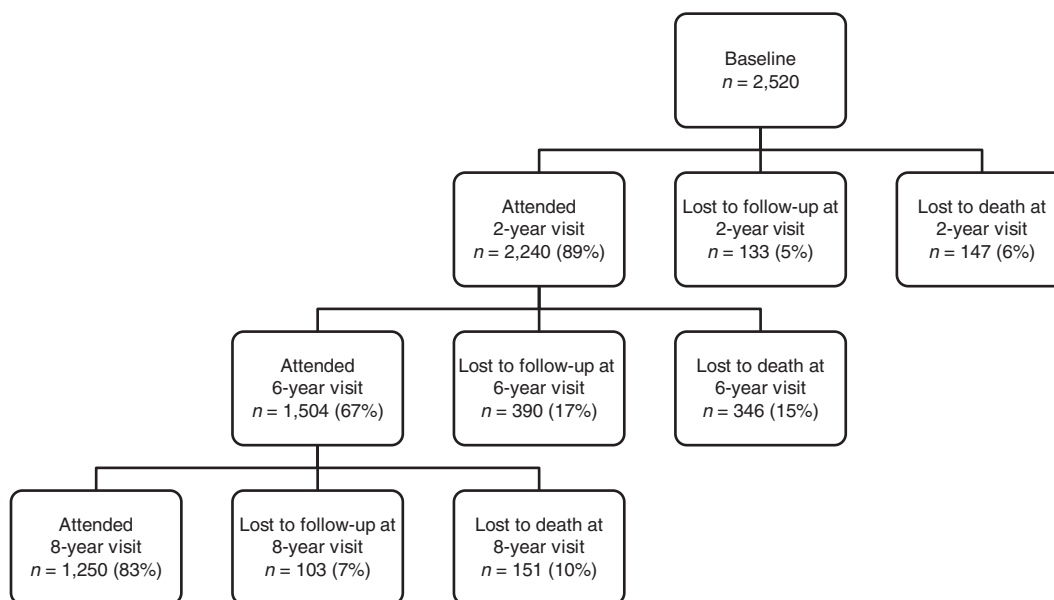 Baseline
n = 2,520
Attended
2-year visit
n = 2,240 (89%)
Lost to follow-up at
2-year visit
n = 133 (5%)
Lost to death at
2-year visit
n = 147 (6%)
Attended
6-year visit
n = 1,504 (67%)
Lost to follow-up at
6-year visit
n = 390 (17%)
Lost to death at
6-year visit
n = 346 (15%)
Attended
8-year visit
n = 1,250 (83%)
Lost to follow-up at
8-year visit
n = 103 (7%)
Lost to death at
8-year visit
n = 151 (10%)